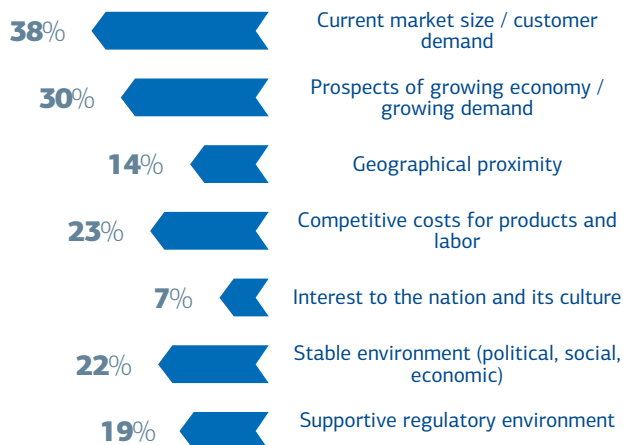 38%
Current market size / customer
demand
30%
Prospects of growing economy /
growing demand
14%
Geographical proximity
23%
Competitive costs for products and
labor
7%
Interest to the nation and its culture
22%
Stable environment (political, social,
economic)
19%
Supportive regulatory environment